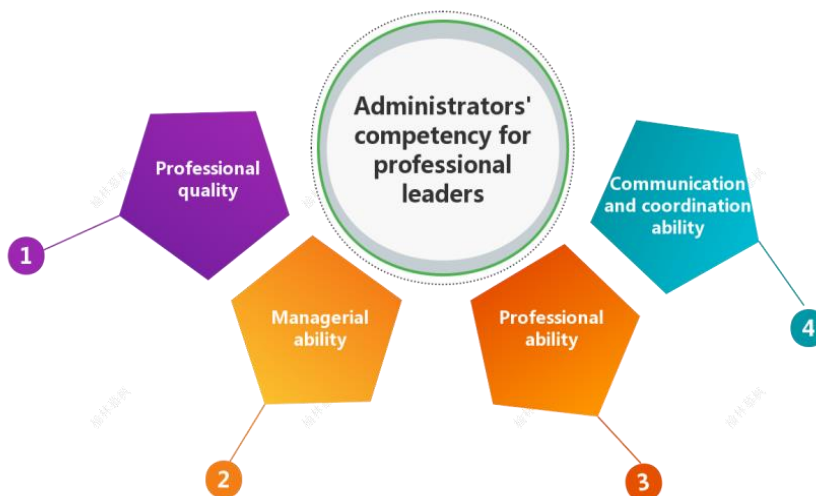 Administrators'
competency for
professional
leaders
Professional
quality
1
Managerial
ability
2
Professional
ability
3
Communication
and coordination
ability
4